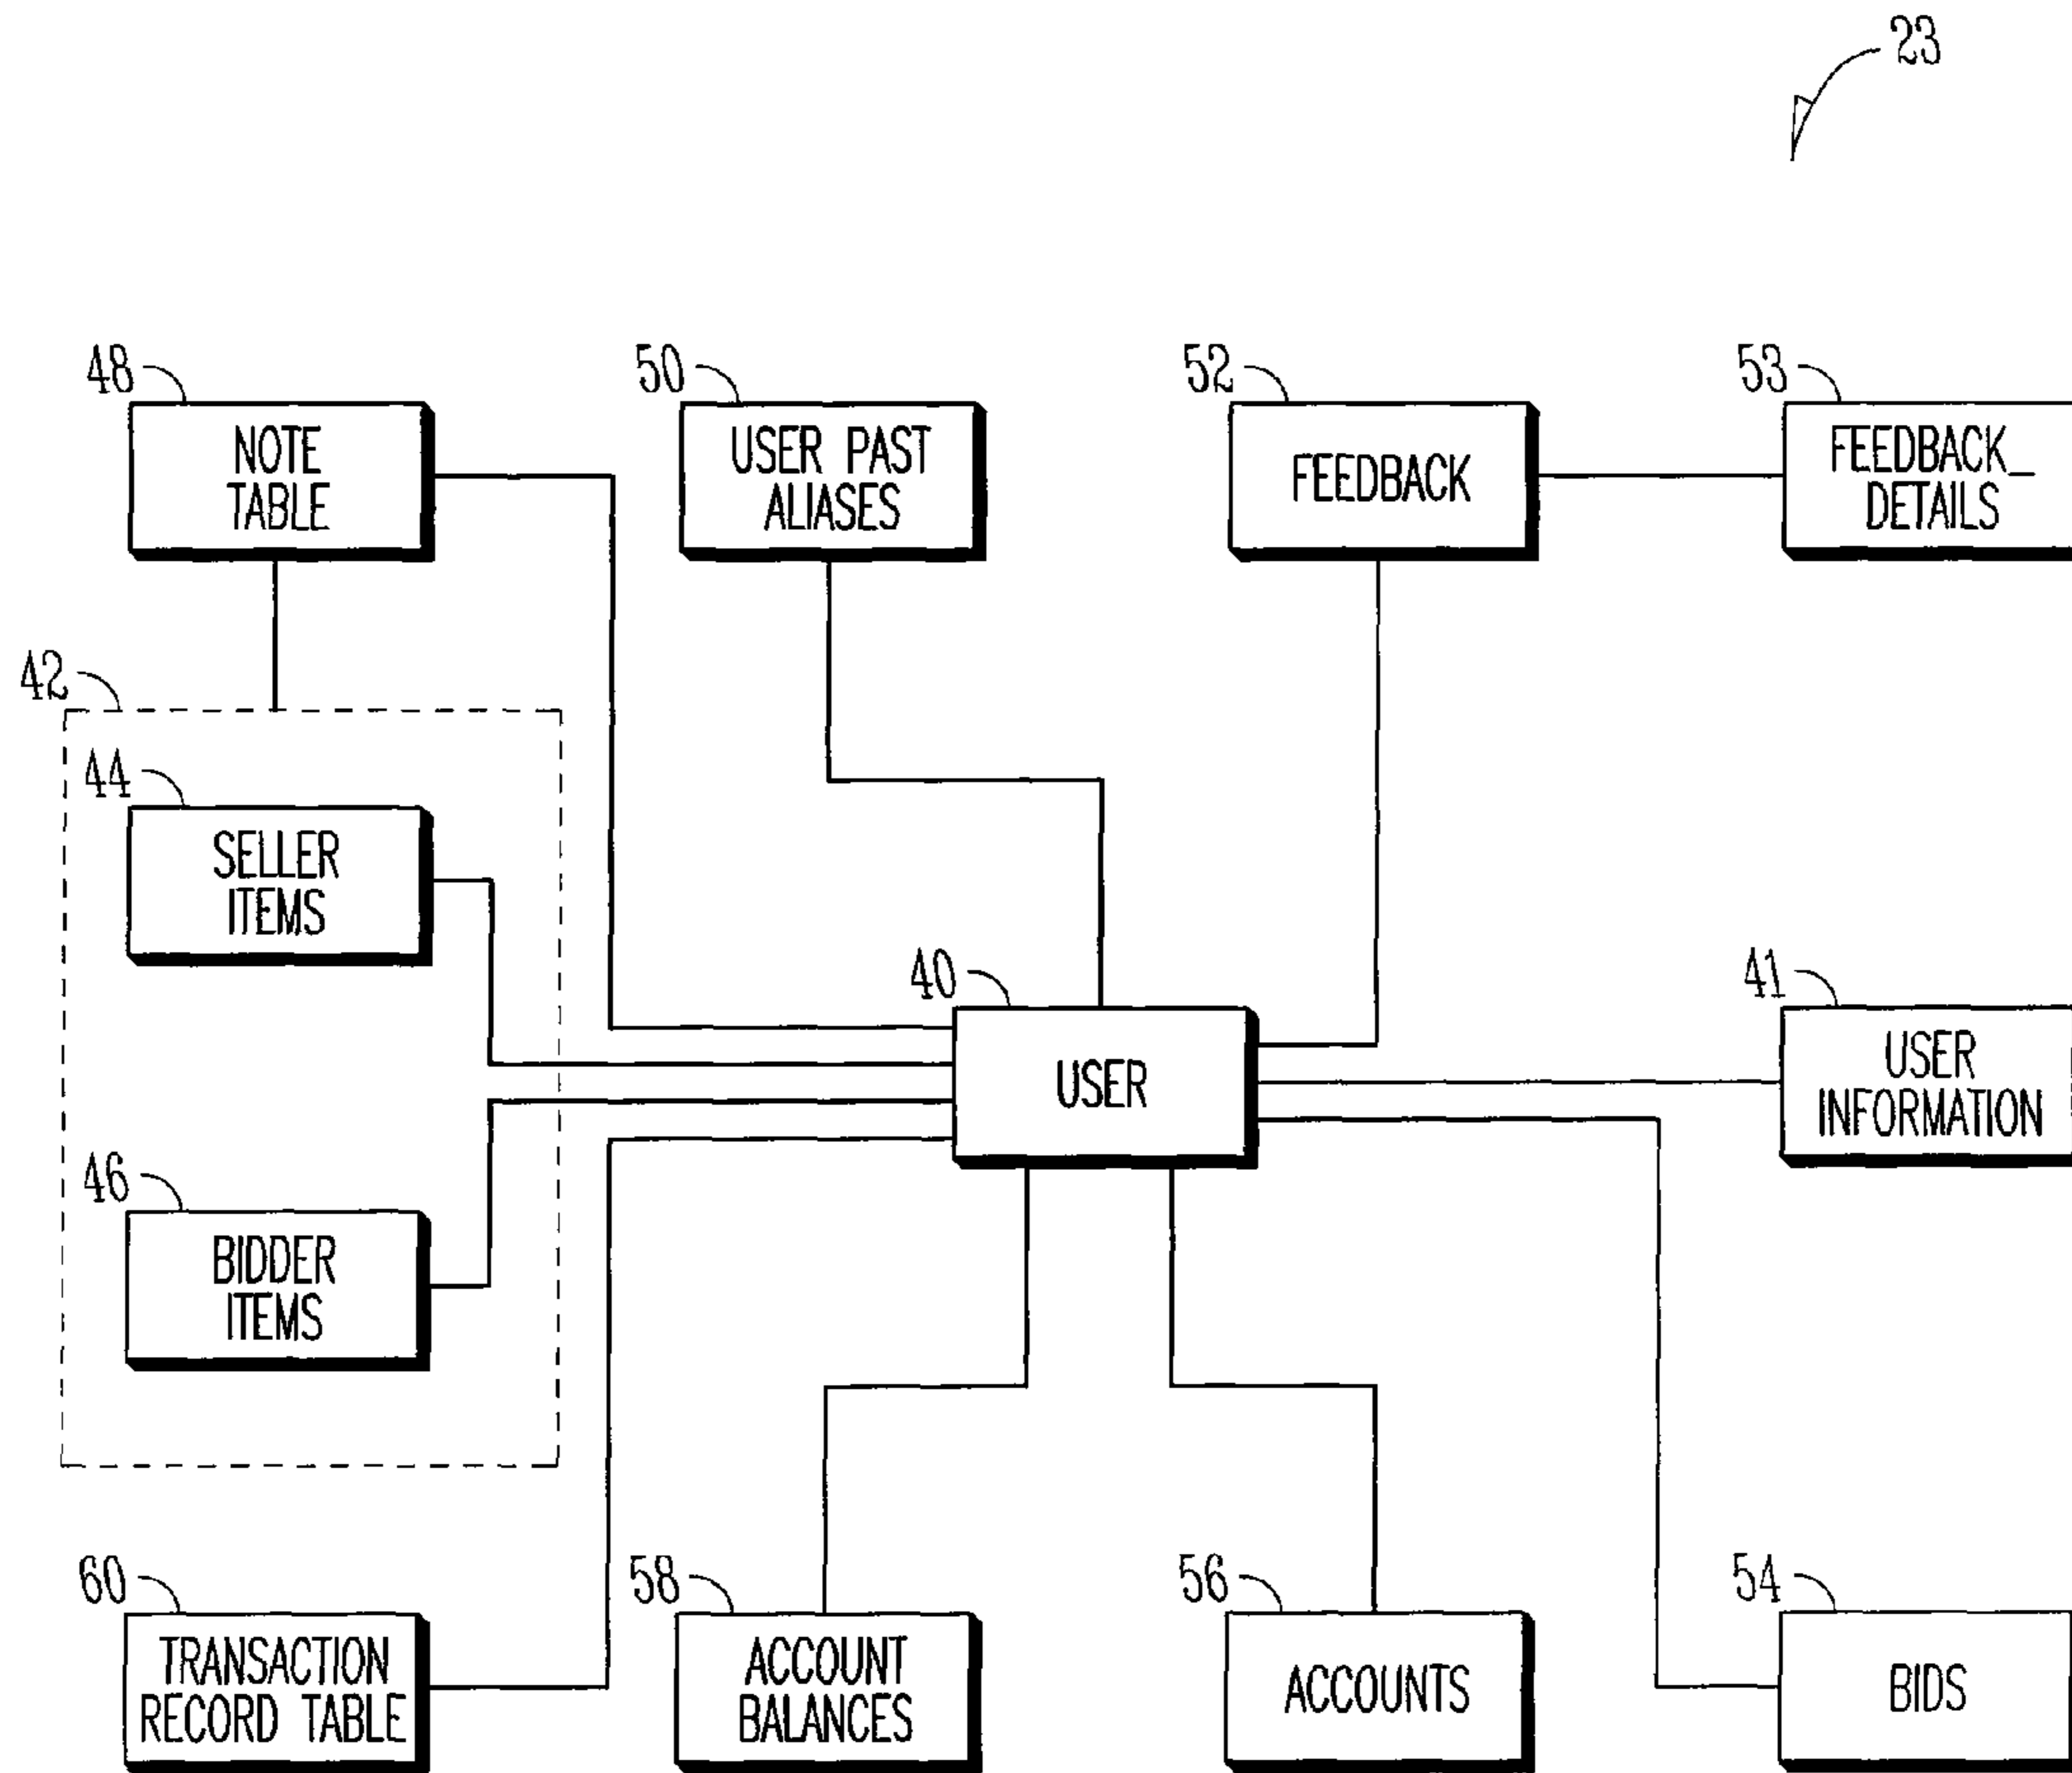 23
48
NOTE
TABLE
50
USER PAST
ALIASES
52
FEEDBACK
53
FEEDBACK_
DETAILS
42
44
SELLER
ITEMS
40
USER
41
USER
INFORMATION
46
BIDDER
ITEMS
60
TRANSACTION
RECORD TABLE
58
ACCOUNT
BALANCES
56
ACCOUNTS
54
BIDS